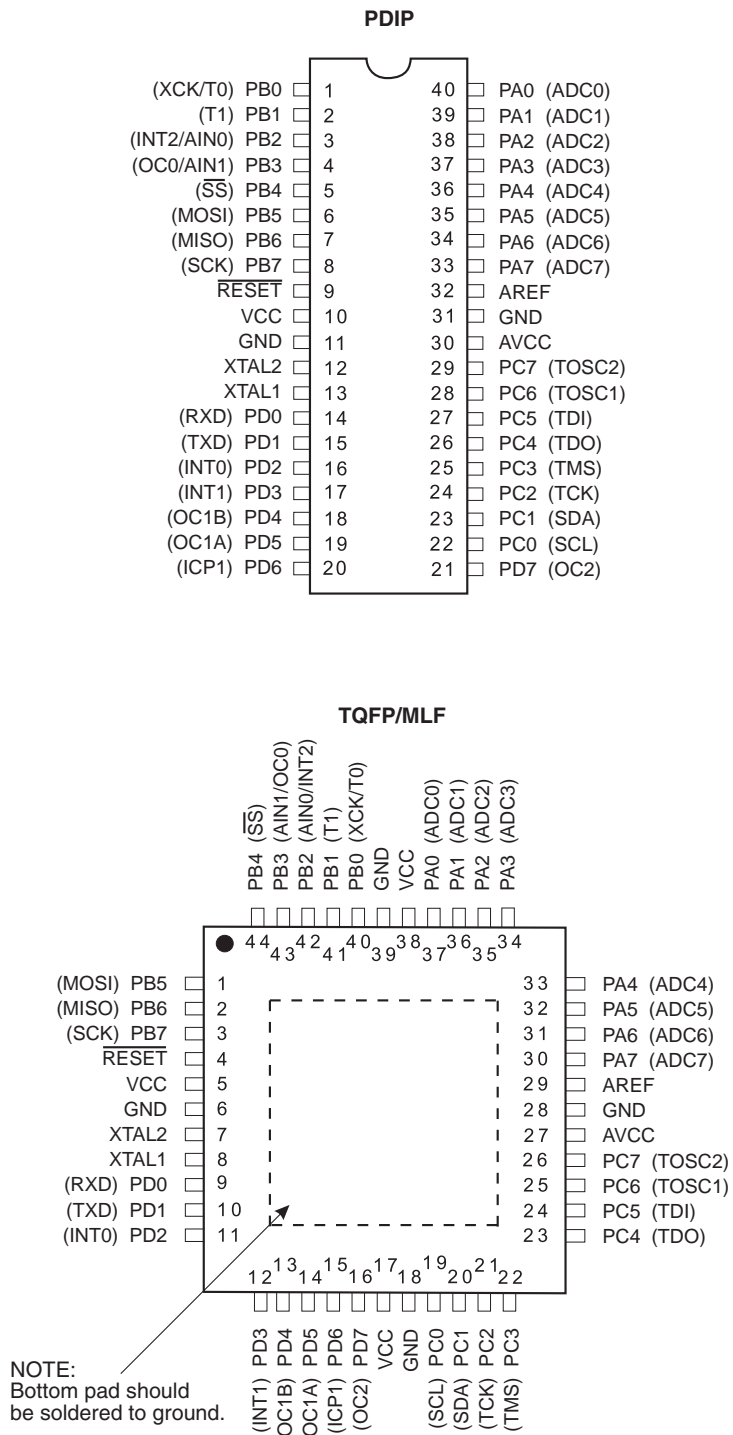 PDIP
(XCK/T0) PB0 1 40 PA0 (ADC0)
(T1) PB1 2 39 PA1 (ADC1)
(INT2/AIN0) PB2 3 38 PA2 (ADC2)
(OC0/AIN1) PB3 4 37 PA3 (ADC3)
(SS) PB4 5 36 PA4 (ADC4)
(MOSI) PB5 6 35 PA5 (ADC5)
(MISO) PB6 7 34 PA6 (ADC6)
(SCK) PB7 8 33 PA7 (ADC7)
RESET 9 32 AREF
VCC 10 31 GND
GND 11 30 AVCC
XTAL2 12 29 PC7 (TOSC2)
XTAL1 13 28 PC6 (TOSC1)
(RXD) PD0 14 27 PC5 (TDI)
(TXD) PD1 15 26 PC4 (TDO)
(INT0) PD2 16 25 PC3 (TMS)
(INT1) PD3 17 24 PC2 (TCK)
(OC1B) PD4 18 23 PC1 (SDA)
(OC1A) PD5 19 22 PC0 (SCL)
(ICP1) PD6 20 21 PD7 (OC2)
TQFP/MLF
PB4 (SS)
PB3 (AIN1/OC0)
PB2 (AIN0/INT2)
PB1 (T1)
PB0 (XCK/T0)
GND
VCC
PA0 (ADC0)
PA1 (ADC1)
PA2 (ADC2)
PA3 (ADC3)
44 43 42 41 40 39 38 37 36 35 34
(MOSI) PB5 1 33 PA4 (ADC4)
(MISO) PB6 2 32 PA5 (ADC5)
(SCK) PB7 3 31 PA6 (ADC6)
RESET 4 30 PA7 (ADC7)
VCC 5 29 AREF
GND 6 28 GND
XTAL2 7 27 AVCC
XTAL1 8 26 PC7 (TOSC2)
(RXD) PD0 9 25 PC6 (TOSC1)
(TXD) PD1 10 24 PC5 (TDI)
(INT0) PD2 11 23 PC4 (TDO)
12 13 14 15 16 17 18 19 20 21 22
(INT1) PD3
OC1B) PD4
OC1A) PD5
(ICP1) PD6
(OC2) PD7
VCC
GND
(SCL) PC0
(SDA) PC1
(TCK) PC2
(TMS) PC3
NOTE:
Bottom pad should
be soldered to ground.